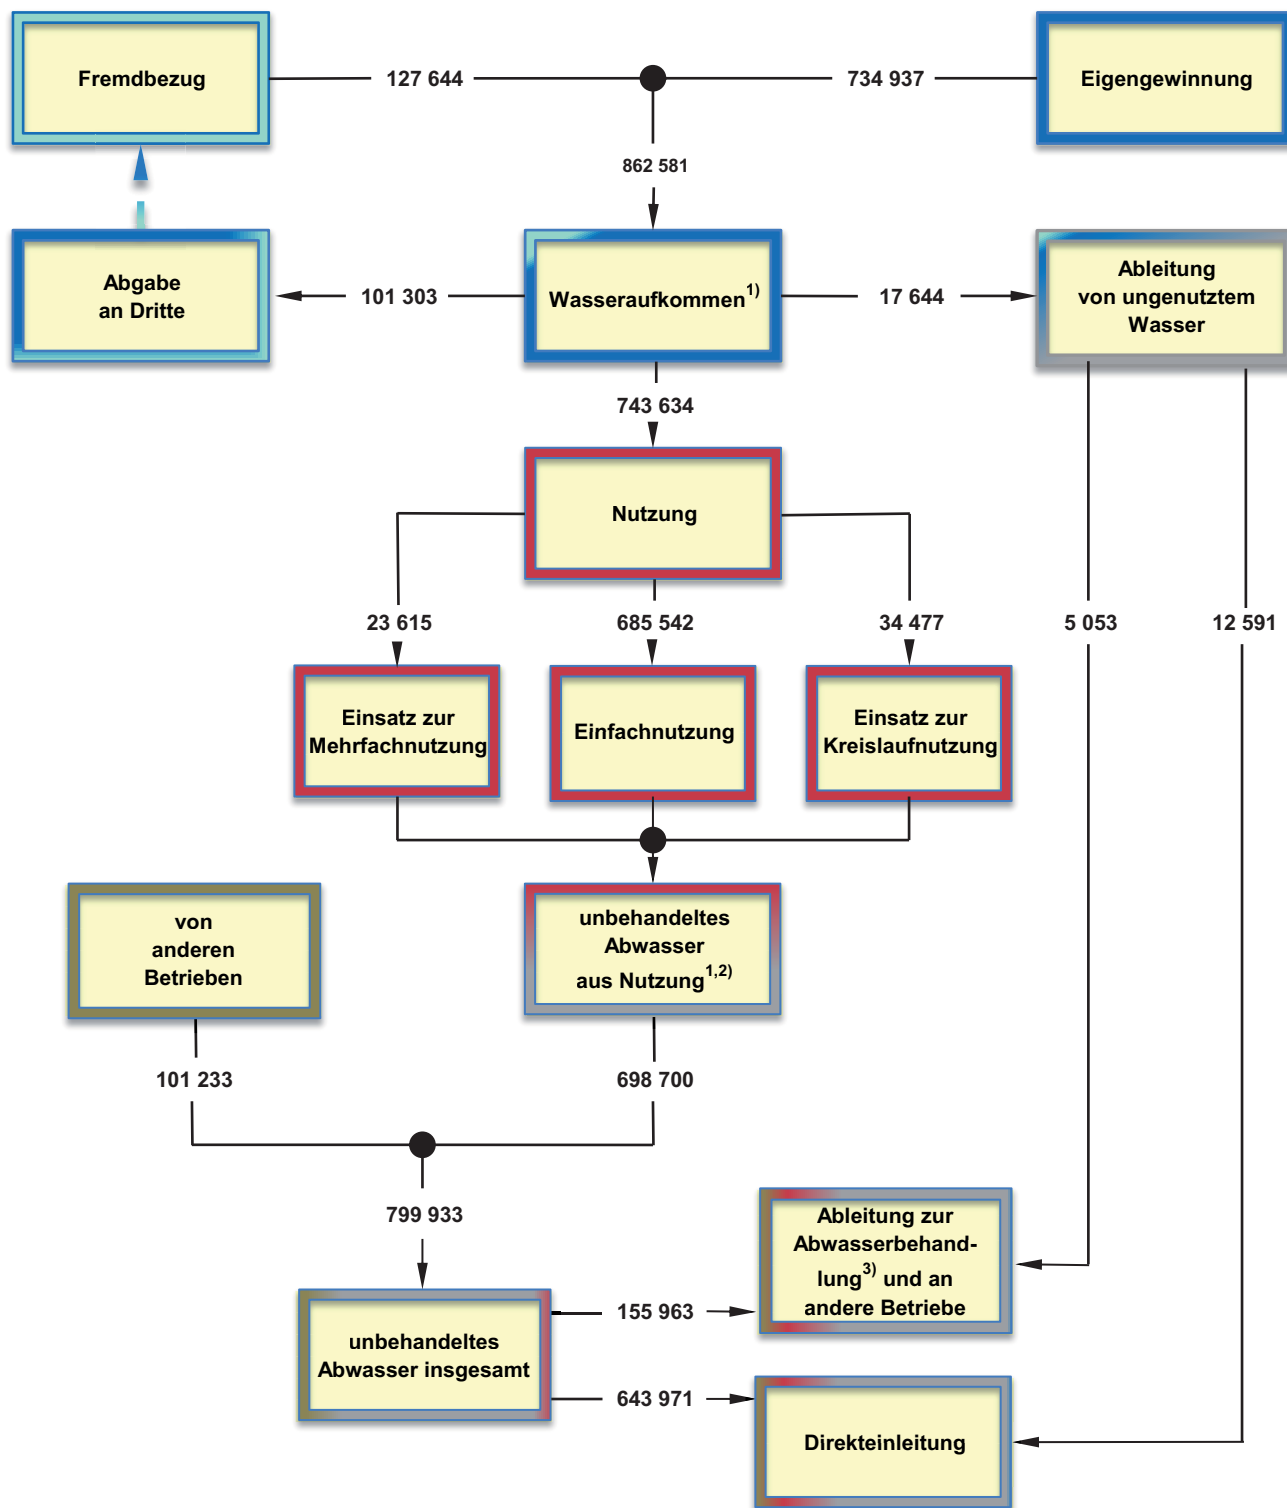 Fremdbezug
127 644
734 937
Eigengewinnung
862 581
Abgabe
an Dritte
101 303
Wasseraufkommen1)
17 644
Ableitung
von ungenutztem
Wasser
743 634
Nutzung
23 615
685 542
34 477
5 053
12 591
Einsatz zur
Mehrfachnutzung
Einfachnutzung
Einsatz zur
Kreislaufnutzung
von
anderen
Betrieben
unbehandeltes
Abwasser
aus Nutzung1,2)
101 233
698 700
799 933
Ableitung zur
Abwasserbehand-
lung3) und an
andere Betriebe
155 963
unbehandeltes
Abwasser insgesamt
643 971
Direkteinleitung